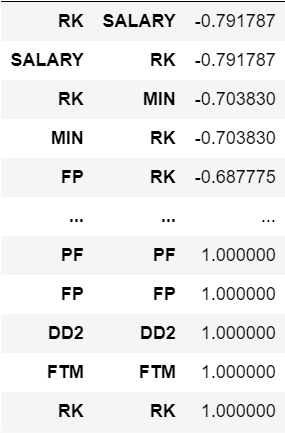 RK SALARY -0.791787
SALARY RK -0.791787
RK MIN -0.703830
MIN RK -0.703830
FP RK -0.687775
... ... ...
PF PF 1.000000
FP FP 1.000000
DD2 DD2 1.000000
FTM FTM 1.000000
RK RK 1.000000